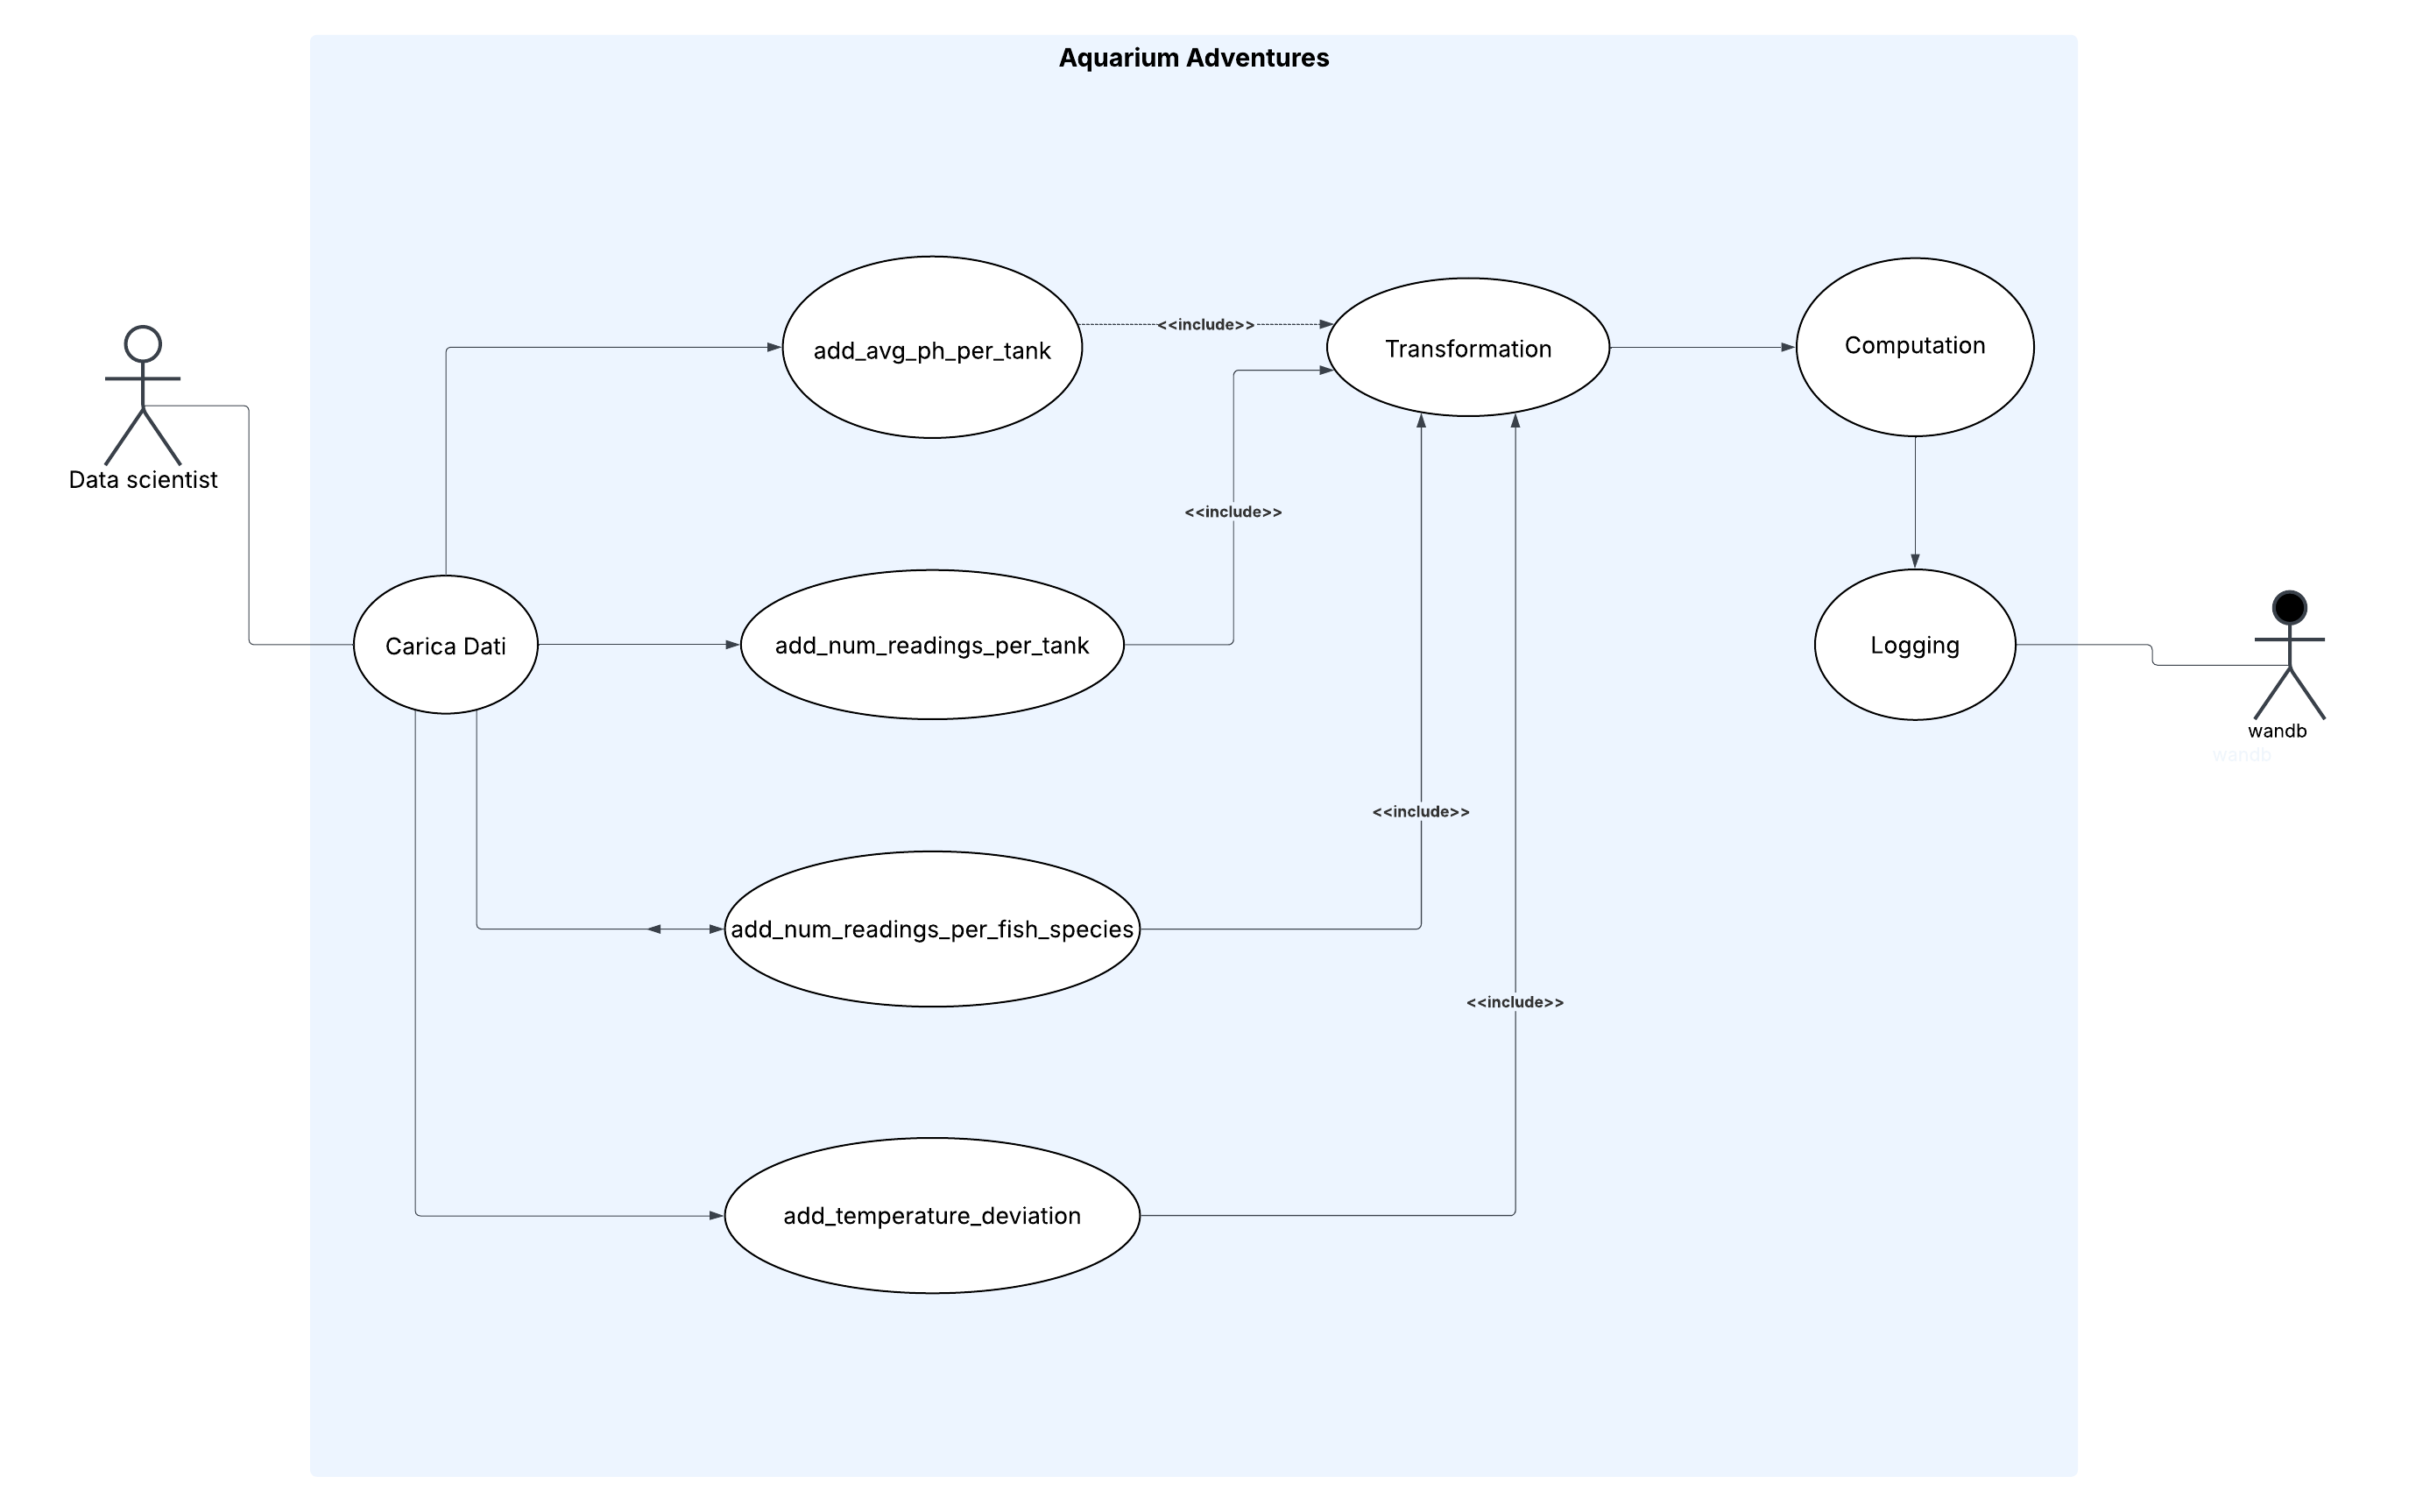 Aquarium Adventures
add_avg_ph_per_tank
<<include>>
Transformation
Computation
Data scientist
<<include>>
Carica Dati
add_num_readings_per_tank
Logging
wandb
wandb
<<include>>
add_num_readings_per_fish_species
<<include>>
add_temperature_deviation